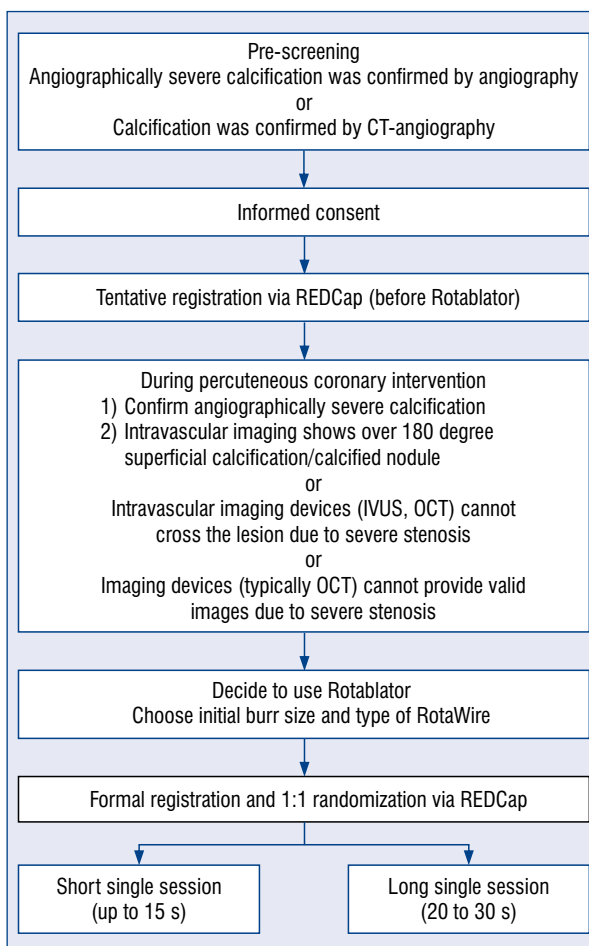 Pre-screening
Angiographically severe calcification was confirmed by angiography
or
Calcification was confirmed by CT-angiography
Informed consent
Tentative registration via REDCap (before Rotablator)
During percuteneous coronary intervention
1) Confirm angiographically severe calcification
2) Intravascular imaging shows over 180 degree
superficial calcification/calcified nodule
or
Intravascular imaging devices (IVUS, OCT) cannot
cross the lesion due to severe stenosis
or
Imaging devices (typically OCT) cannot provide valid
images due to severe stenosis
Decide to use Rotablator
Choose initial burr size and type of RotaWire
Formal registration and 1:1 randomization via REDCap
Short single session
(up to 15 s)
Long single session
(20 to 30 s)